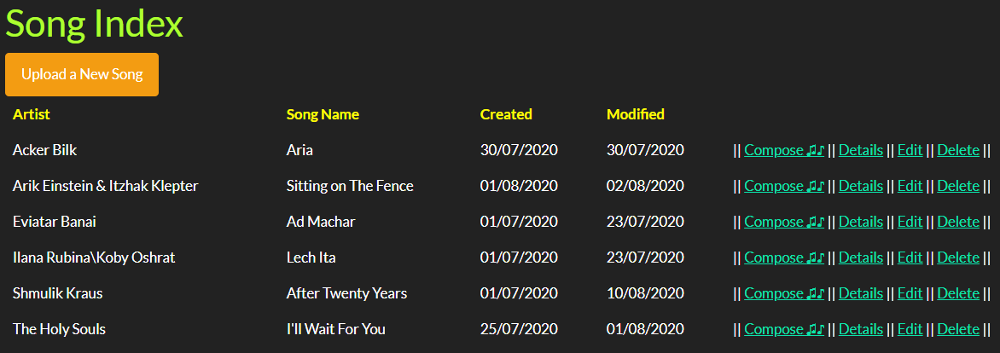 Song Index
Upload a New Song
Artist Song Name Created Modified
Acker Bilk Aria 30/07/2020 30/07/2020 || Compose 🎵🎵 || Details || Edit || Delete ||
Arik Einstein & Itzhak Klepter Sitting on The Fence 01/08/2020 02/08/2020 || Compose 🎵🎵 || Details || Edit || Delete ||
Eviatar Banai Ad Machar 01/07/2020 23/07/2020 || Compose 🎵🎵 || Details || Edit || Delete ||
Ilana Rubina\Koby Oshrat Lech Ita 01/07/2020 23/07/2020 || Compose 🎵🎵 || Details || Edit || Delete ||
Shmulik Kraus After Twenty Years 01/07/2020 10/08/2020 || Compose 🎵🎵 || Details || Edit || Delete ||
The Holy Souls I'll Wait For You 25/07/2020 01/08/2020 || Compose 🎵🎵 || Details || Edit || Delete ||